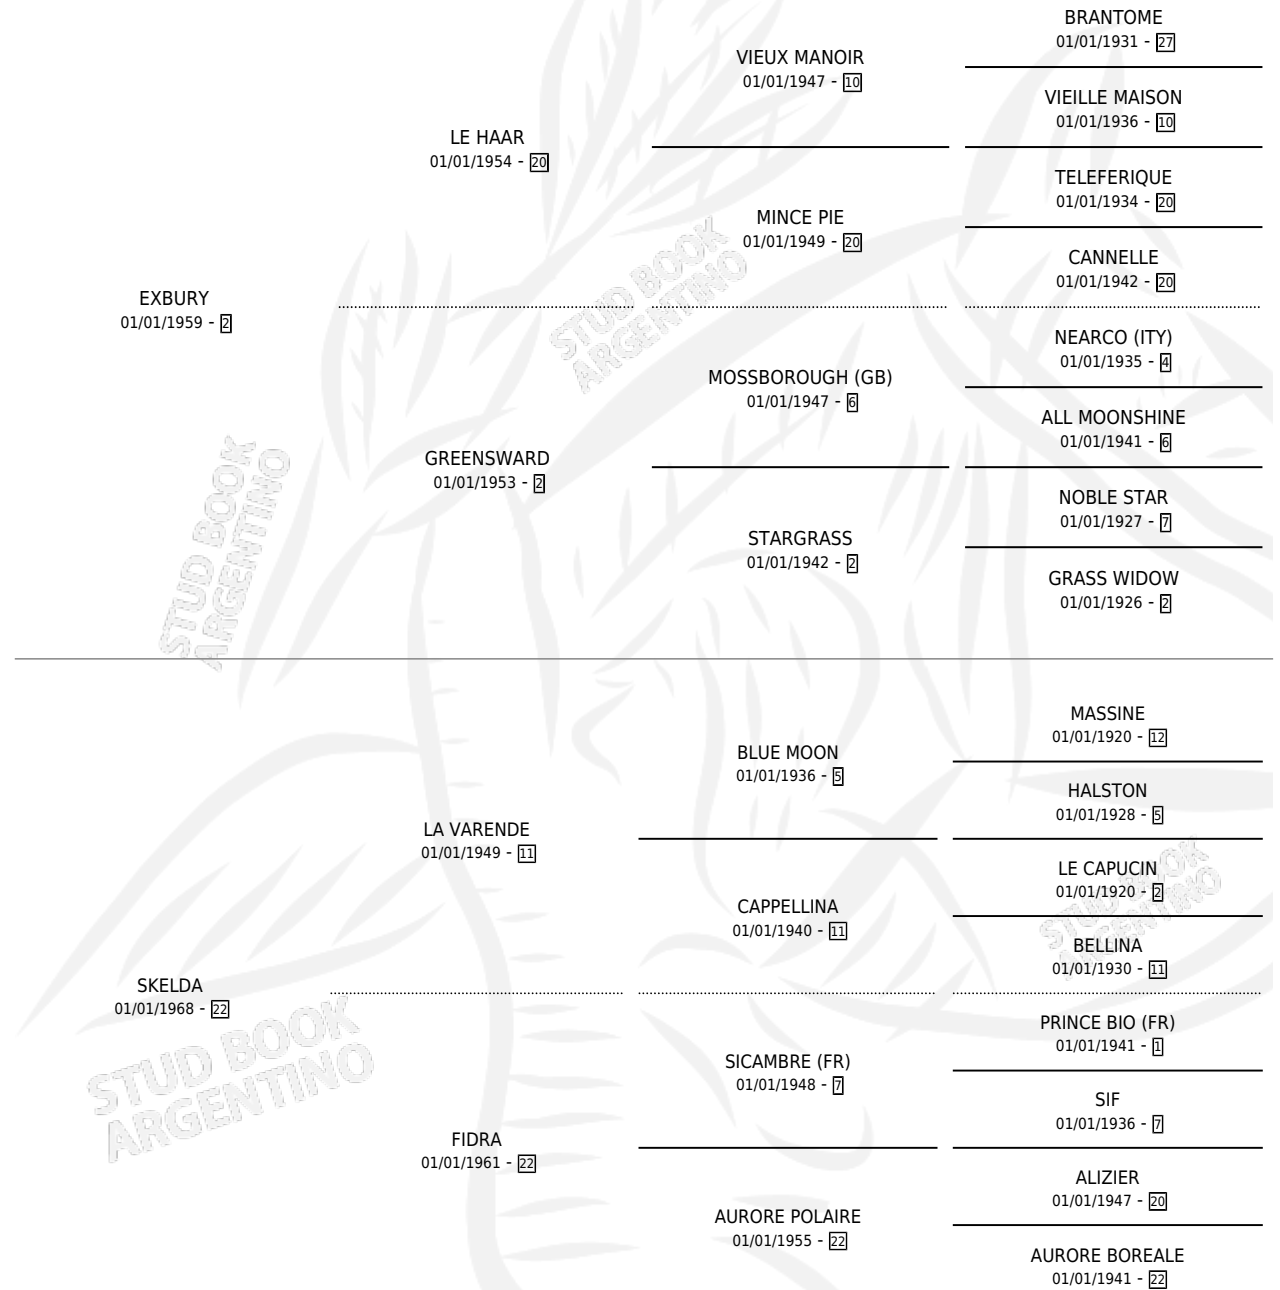 BRANTOME
01/01/1931 - 27
VIEUX MANOIR
01/01/1947 - 10
VIEILLE MAISON
01/01/1936 - 10
LE HAAR
01/01/1954 - 20
TELEFERIQUE
01/01/1934 - 20
MINCE PIE
01/01/1949 - 20
CANNELLE
01/01/1942 - 20
EXBURY
01/01/1959 - 2
STUD BOOK
ARGENTINO
NEARCO (ITY)
01/01/1935 - 4
MOSSBOROUGH (GB)
01/01/1947 - 6
ALL MOONSHINE
01/01/1941 - 6
GREENSWARD
01/01/1953 - 2
NOBLE STAR
01/01/1927 - 7
STARGRASS
01/01/1942 - 2
GRASS WIDOW
01/01/1926 - 2
STUD BOOK
ARGENTINO
MASSINE
01/01/1920 - 12
BLUE MOON
01/01/1936 - 5
HALSTON
01/01/1928 - 5
LA VARENDE
01/01/1949 - 11
LE CAPUCIN
01/01/1920 - 2
CAPPELLINA
01/01/1940 - 11
BELLINA
01/01/1930 - 11
STUD BOOK
ARGENTINO
SKELDA
01/01/1968 - 22
STUD BOOK
ARGENTINO
PRINCE BIO (FR)
01/01/1941 - 1
SICAMBRE (FR)
01/01/1948 - 7
SIF
01/01/1936 - 7
FIDRA
01/01/1961 - 22
ALIZIER
01/01/1947 - 20
AURORE POLAIRE
01/01/1955 - 22
AURORE BOREALE
01/01/1941 - 22